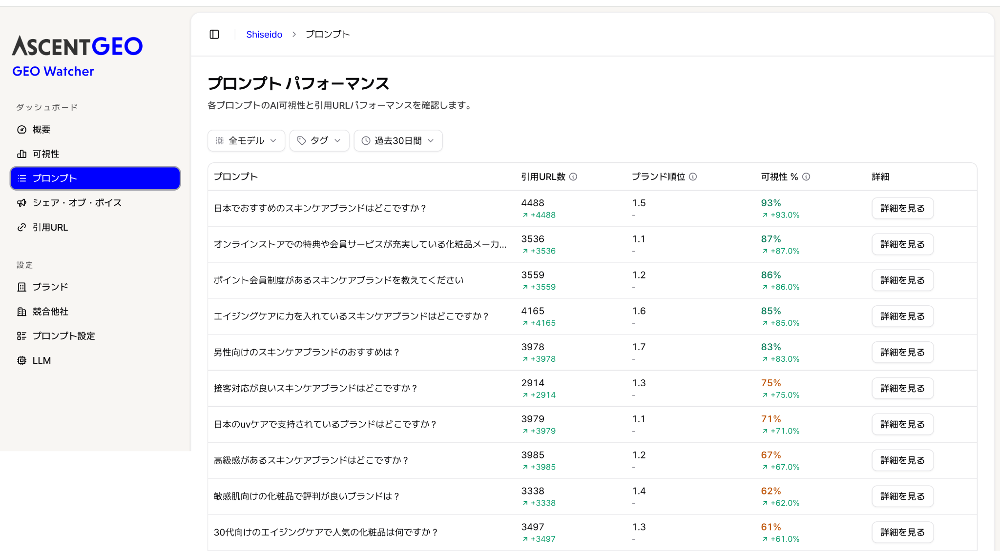 ASCENTGEO
GEO Watcher
ダッシュボード
概要
可視性
プロンプト
シェア・オブ・ボイス
引用URL
設定
ブランド
競合他社
プロンプト設定
LLM
Shiseido > プロンプト
プロンプト パフォーマンス
各プロンプトのAI可視性と引用URLパフォーマンスを確認します。
全モデル タグ 過去30日間
プロンプト 引用URL数 ブランド順位 可視性 % 詳細
日本でおすすめのスキンケアブランドはどこですか？ 4488 1.5 93% 詳細を見る
+4488 - +93.0%
オンラインストアでの特典や会員サービスが充実している化粧品メーカ... 3536 1.1 87% 詳細を見る
+3536 - +87.0%
ポイント会員制度があるスキンケアブランドを教えてください 3559 1.2 86% 詳細を見る
+3559 - +86.0%
エイジングケアに力を入れているスキンケアブランドはどこですか？ 4165 1.6 85% 詳細を見る
+4165 - +85.0%
男性向けのスキンケアブランドのおすすめは？ 3978 1.7 83% 詳細を見る
+3978 - +83.0%
接客対応が良いスキンケアブランドはどこですか？ 2914 1.3 75% 詳細を見る
+2914 - +75.0%
日本のuvケアで支持されているブランドはどこですか？ 3979 1.1 71% 詳細を見る
+3979 - +71.0%
高級感があるスキンケアブランドはどこですか？ 3985 1.2 67% 詳細を見る
+3985 - +67.0%
敏感肌向けの化粧品で評判が良いブランドは？ 3338 1.4 62% 詳細を見る
+3338 - +62.0%
30代向けのエイジングケアで人気の化粧品は何ですか？ 3497 1.3 61% 詳細を見る
+3497 - +61.0%